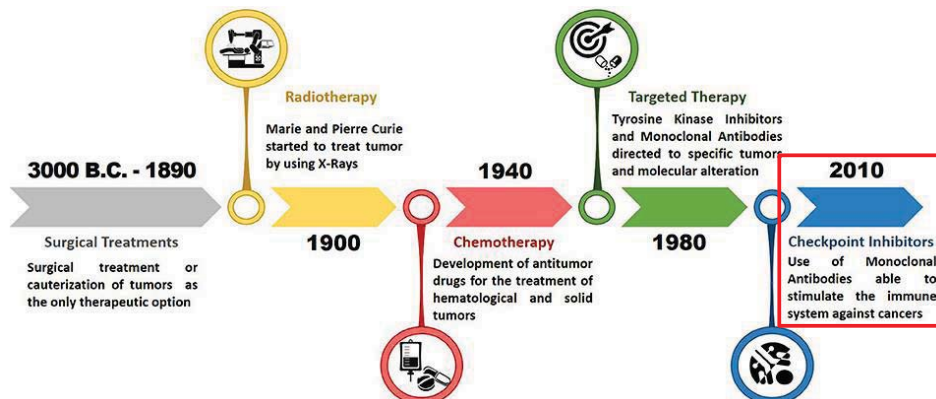 3000 B.C. - 1890
Surgical Treatments
Surgical treatment or
cauterization of tumors as
the only therapeutic option
Radiotherapy
Marie and Pierre Curie
started to treat tumor
by using X-Rays
1900
1940
Chemotherapy
Development of antitumor
drugs for the treatment of
hematological and solid
tumors
Targeted Therapy
Tyrosine Kinase Inhibitors
and Monoclonal Antibodies
directed to specific tumors
and molecular alteration
1980
2010
Checkpoint Inhibitors
Use of Monoclonal
Antibodies able to
stimulate the immune
system against cancers